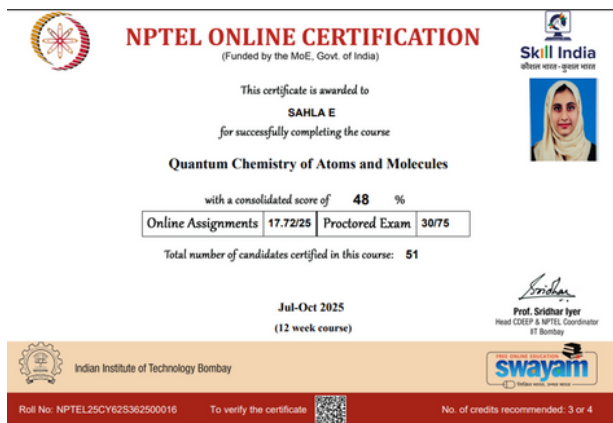 NPTEL ONLINE CERTIFICATION
(Funded by the MoE, Govt. of India)
Skill India
कौशल भारत - कुशल भारत
This certificate is awarded to
SAHLA E
for successfully completing the course
Quantum Chemistry of Atoms and Molecules
with a consolidated score of 48 %
Online Assignments 17.72/25 Proctored Exam 30/75
Total number of candidates certified in this course: 51
Jul-Oct 2025
(12 week course)
Sridhar
Prof. Sridhar Iyer
Head CDEEP & NPTEL Coordinator
IIT Bombay
Indian Institute of Technology Bombay
FREE ONLINE EDUCATION
swayam
Roll No: NPTEL25CY62S362500016 To verify the certificate No. of credits recommended: 3 or 4